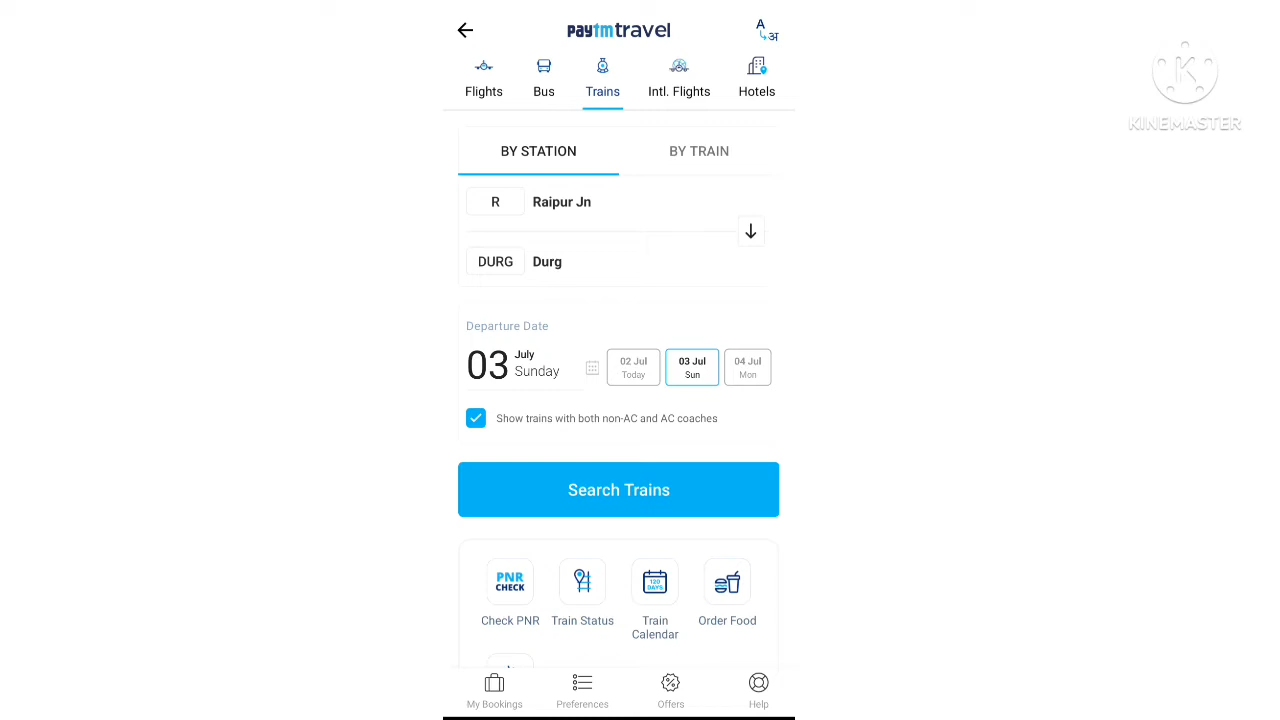 paytm travel
A
अ
Flights Bus Trains Intl. Flights Hotels
BY STATION BY TRAIN
R Raipur Jn
DURG Durg
Departure Date
03 July Sunday
02 Jul Today
03 Jul Sun
04 Jul Mon
Show trains with both non-AC and AC coaches
Search Trains
PNR CHECK
120 DAYS
Check PNR Train Status Train Calendar Order Food
My Bookings Preferences Offers Help
K
KINEMASTER